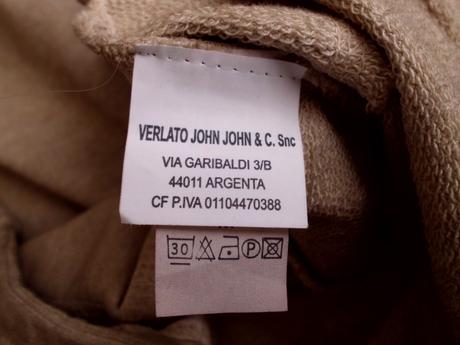 VERLATO JOHN JOHN & C. Snc
VIA GARIBALDI 3/B
44011 ARGENTA
CF P.IVA 01104470388
30 P